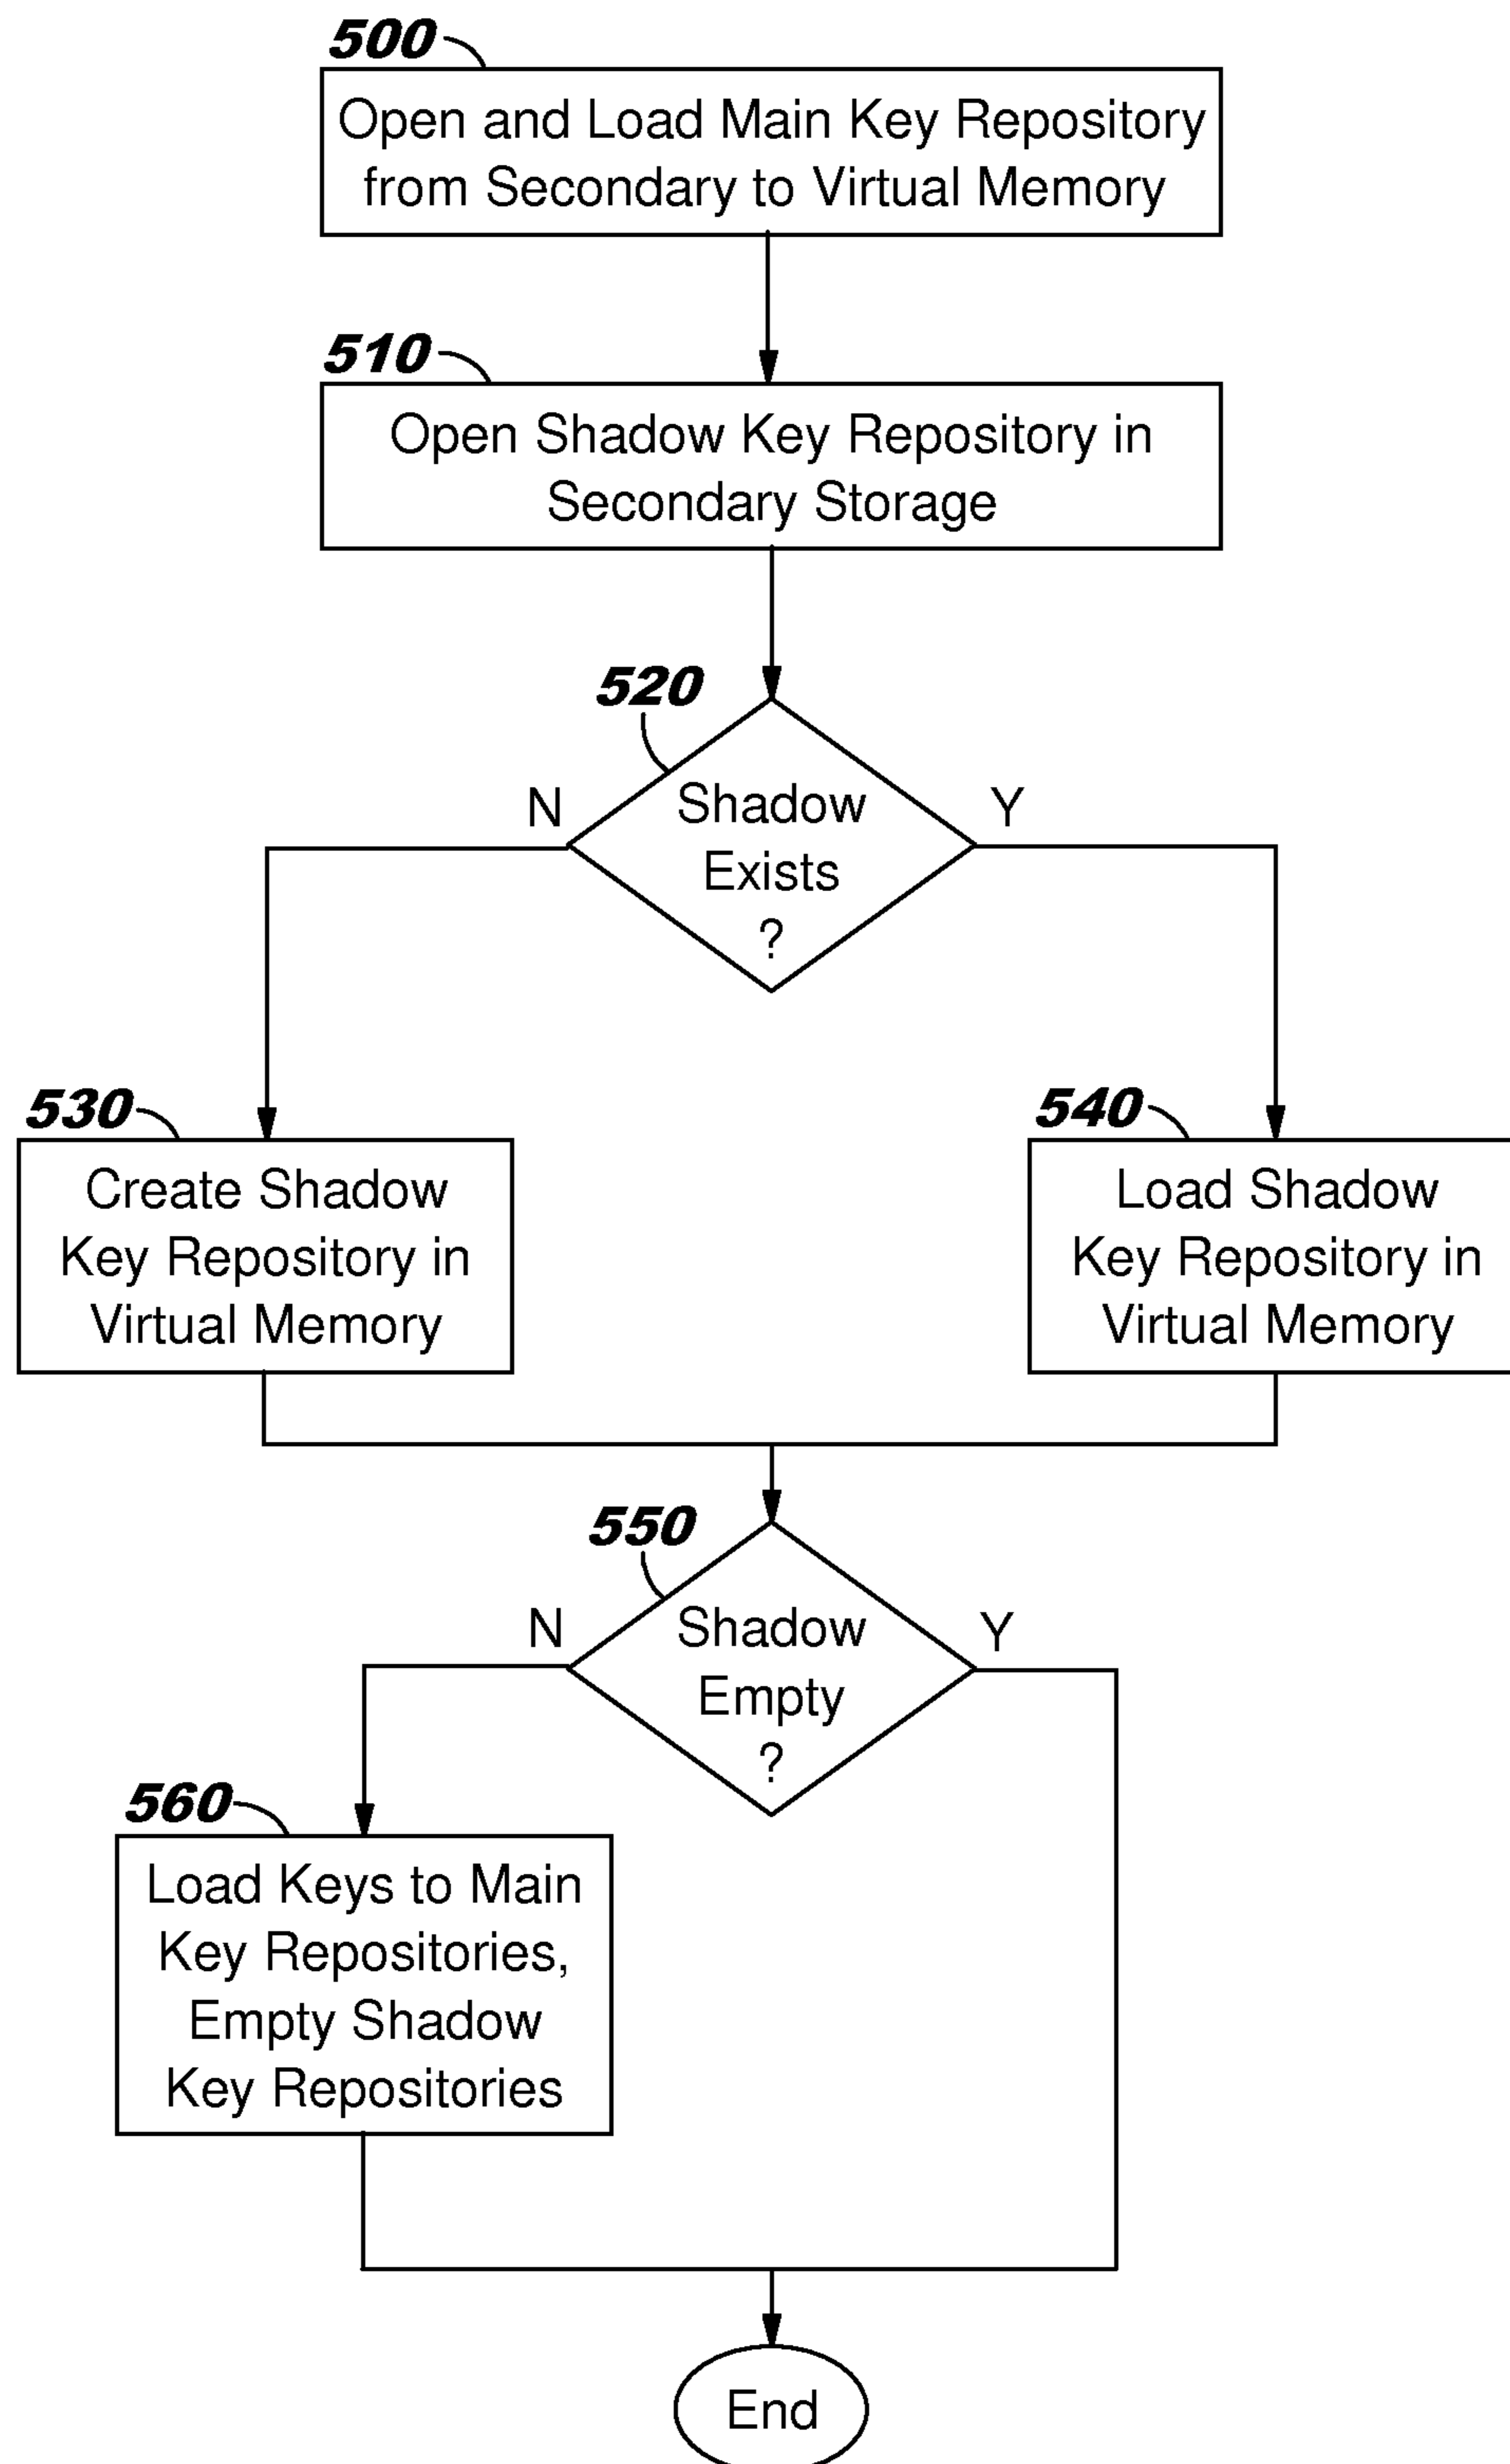 500
Open and Load Main Key Repository
from Secondary to Virtual Memory
510
Open Shadow Key Repository in
Secondary Storage
520
N
Y
Shadow
Exists
?
530
Create Shadow
Key Repository in
Virtual Memory
540
Load Shadow
Key Repository in
Virtual Memory
550
N
Y
Shadow
Empty
?
560
Load Keys to Main
Key Repositories,
Empty Shadow
Key Repositories
End